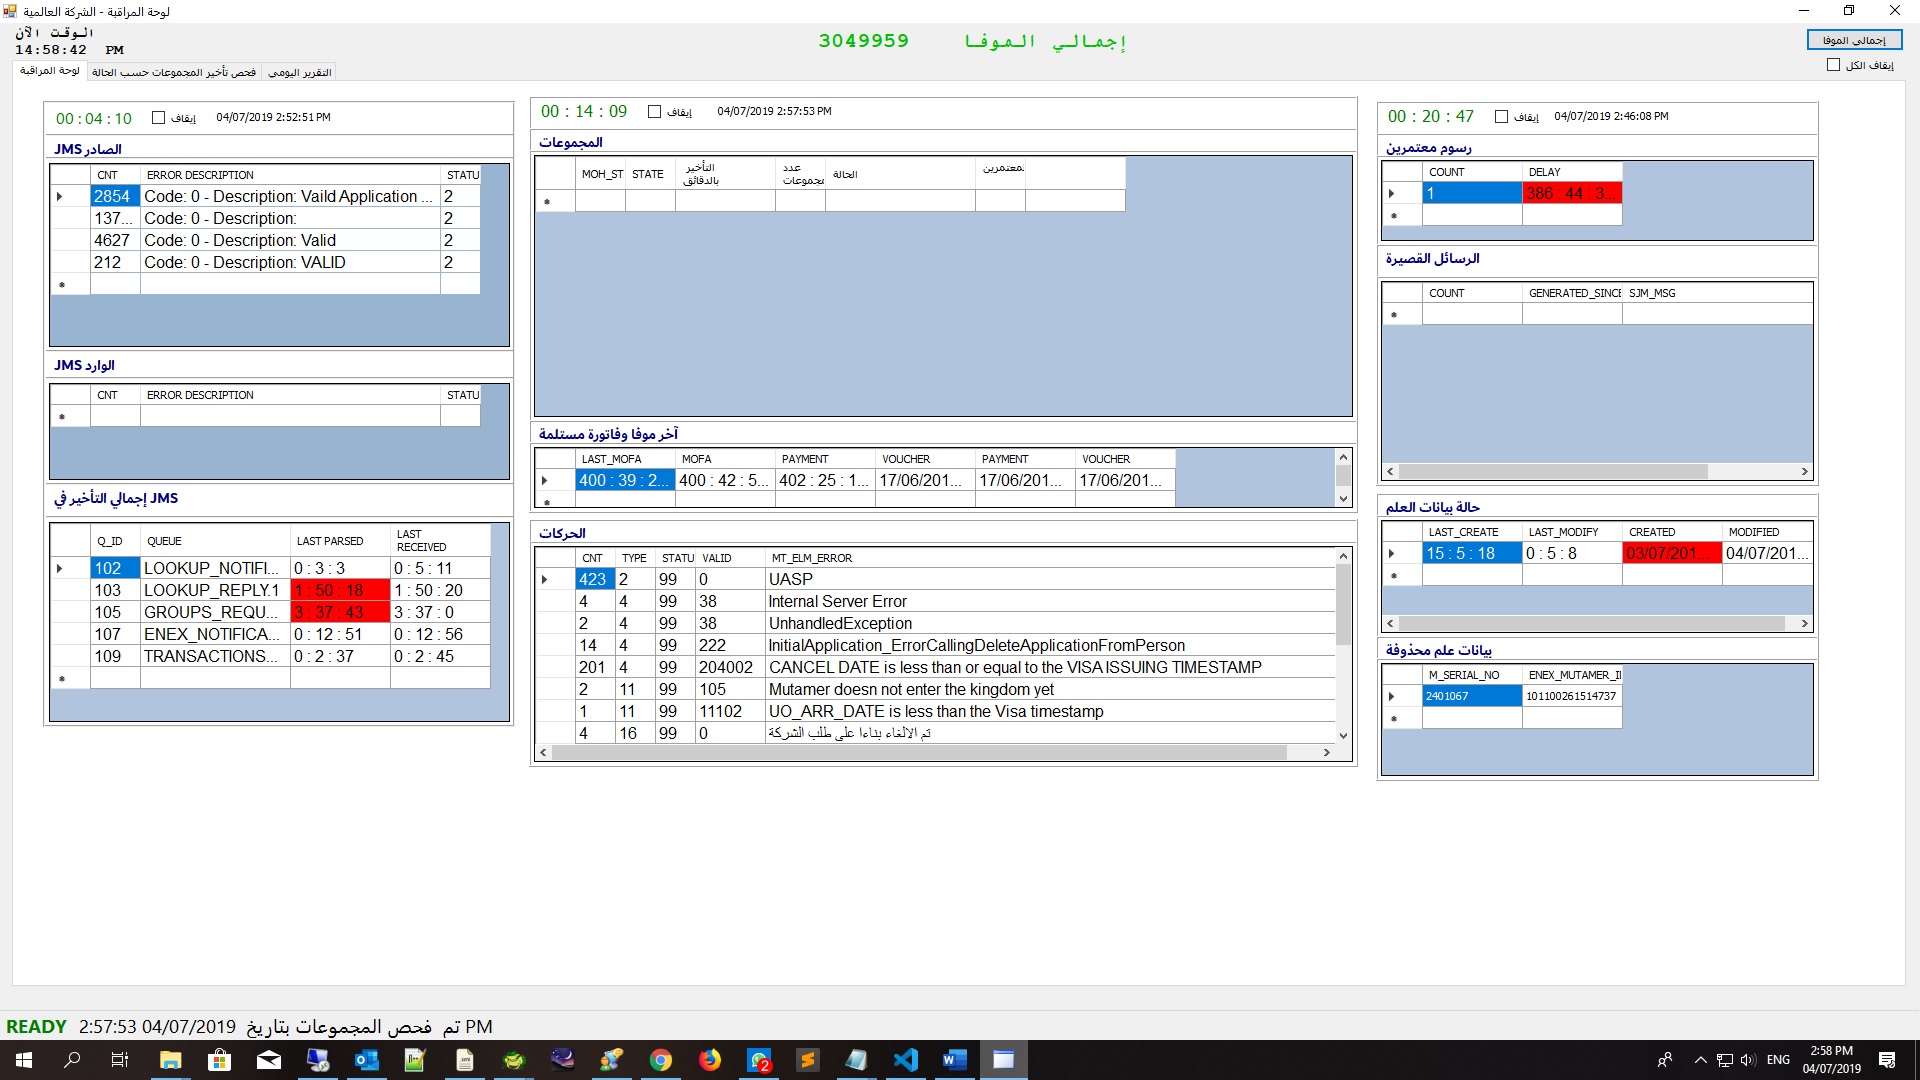 لوحة المراقبة - الشركة العالمية
الوقت الآن
14:58:42 PM
إجمالي الموفا 3049959
إجمالي الموفا
إيقاف الكل
لوحة المراقبة
فحص تأخير المجموعات حسب الحالة
التقرير اليومي
00 : 04 : 10 إيقاف 04/07/2019 2:52:51 PM
الصادر JMS
CNT ERROR DESCRIPTION STATU
2854 Code: 0 - Description: Vaild Application ... 2
137... Code: 0 - Description: 2
4627 Code: 0 - Description: Valid 2
212 Code: 0 - Description: VALID 2
الوارد JMS
CNT ERROR DESCRIPTION STATU
إجمالي التأخير في JMS
Q_ID QUEUE LAST PARSED LAST RECEIVED
102 LOOKUP_NOTIFI... 0 : 3 : 3 0 : 5 : 11
103 LOOKUP_REPLY.1 1 : 50 : 18 1 : 50 : 20
105 GROUPS_REQU... 3 : 37 : 43 3 : 37 : 0
107 ENEX_NOTIFICA... 0 : 12 : 51 0 : 12 : 56
109 TRANSACTIONS... 0 : 2 : 37 0 : 2 : 45
00 : 14 : 09 إيقاف 04/07/2019 2:57:53 PM
المجموعات
MOH_ST STATE التأخير بالدقائق عدد مجموعات الحالة لمعتمرين
آخر موفا وفاتورة مستلمة
LAST_MOFA MOFA PAYMENT VOUCHER PAYMENT VOUCHER
400 : 39 : 2... 400 : 42 : 5... 402 : 25 : 1... 17/06/201... 17/06/201... 17/06/201...
الحركات
CNT TYPE STATU VALID MT_ELM_ERROR
423 2 99 0 UASP
4 4 99 38 Internal Server Error
2 4 99 38 UnhandledException
14 4 99 222 InitialApplication_ErrorCallingDeleteApplicationFromPerson
201 4 99 204002 CANCEL DATE is less than or equal to the VISA ISSUING TIMESTAMP
2 11 99 105 Mutamer doesn not enter the kingdom yet
1 11 99 11102 UO_ARR_DATE is less than the Visa timestamp
4 16 99 0 تم الالغاء بناءا على طلب الشركة
00 : 20 : 47 إيقاف 04/07/2019 2:46:08 PM
رسوم معتمرين
COUNT DELAY
1 386 : 44 : 3...
الرسائل القصيرة
COUNT GENERATED_SINCE SJM_MSG
حالة بيانات العلم
LAST_CREATE LAST_MODIFY CREATED MODIFIED
15 : 5 : 18 0 : 5 : 8 03/07/201... 04/07/201...
بيانات علم محذوفة
M_SERIAL_NO ENEX_MUTAMER_II
2401067 101100261514737
READY 2:57:53 04/07/2019 تم فحص المجموعات بتاريخ PM
2
ENG
2:58 PM
04/07/2019